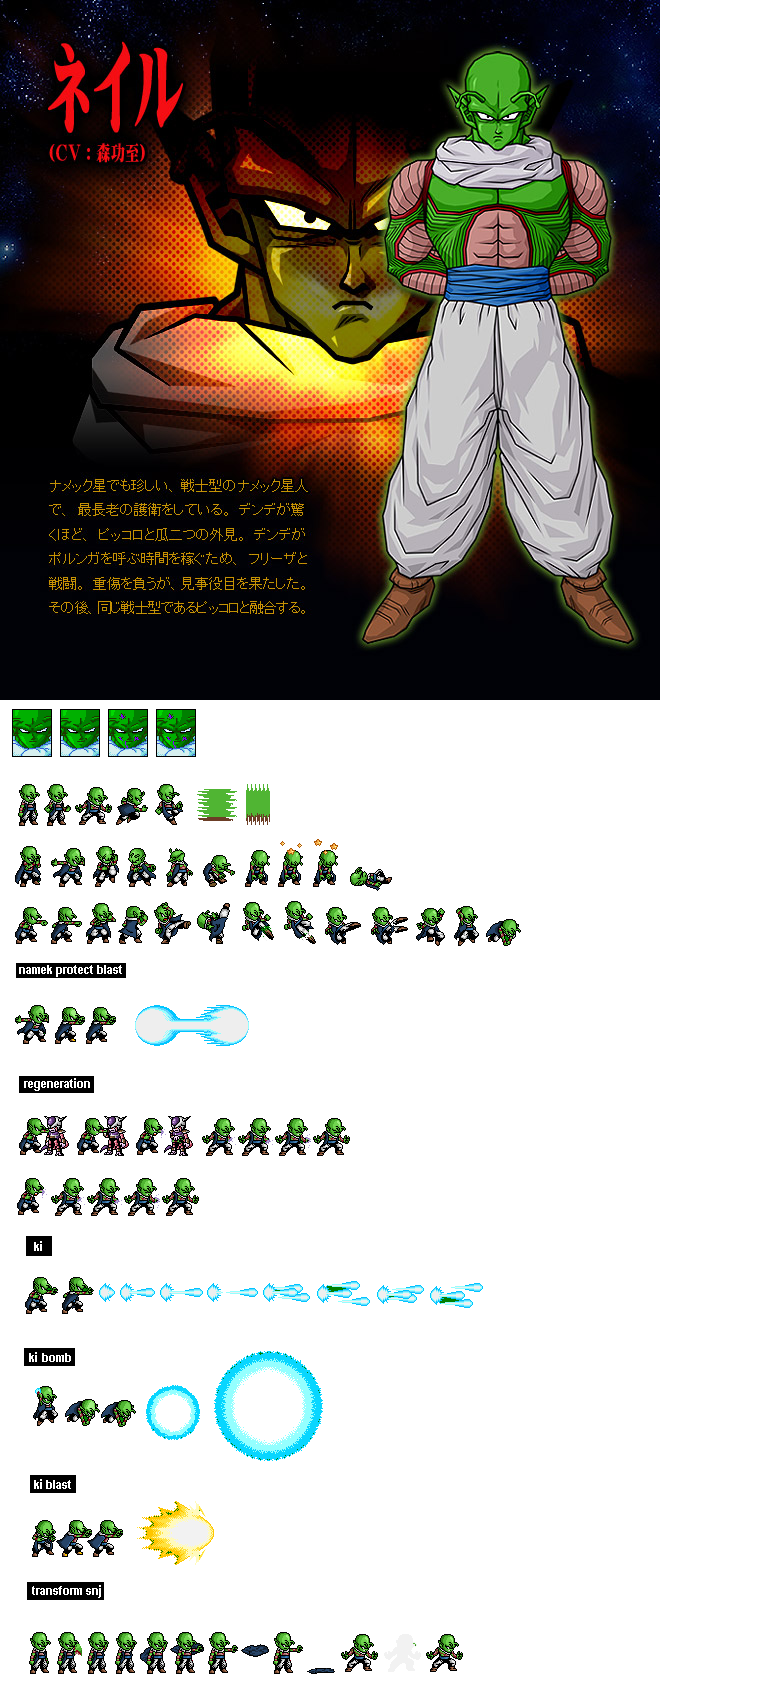 ネイル
(CV：森功至)
ナメック星でも珍しい、戦士型のナメック星人
で、最長老の護衛をしている。デンデが驚
くほど、ピッコロと瓜二つの外見。デンデが
ポルンガを呼ぶ時間を稼ぐため、フリーザと
戦闘。重傷を負うが、見事役目を果たした。
その後、同じ戦士型であるピッコロと融合する。
namek protect blast
regeneration
ki
ki bomb
ki blast
transform snj